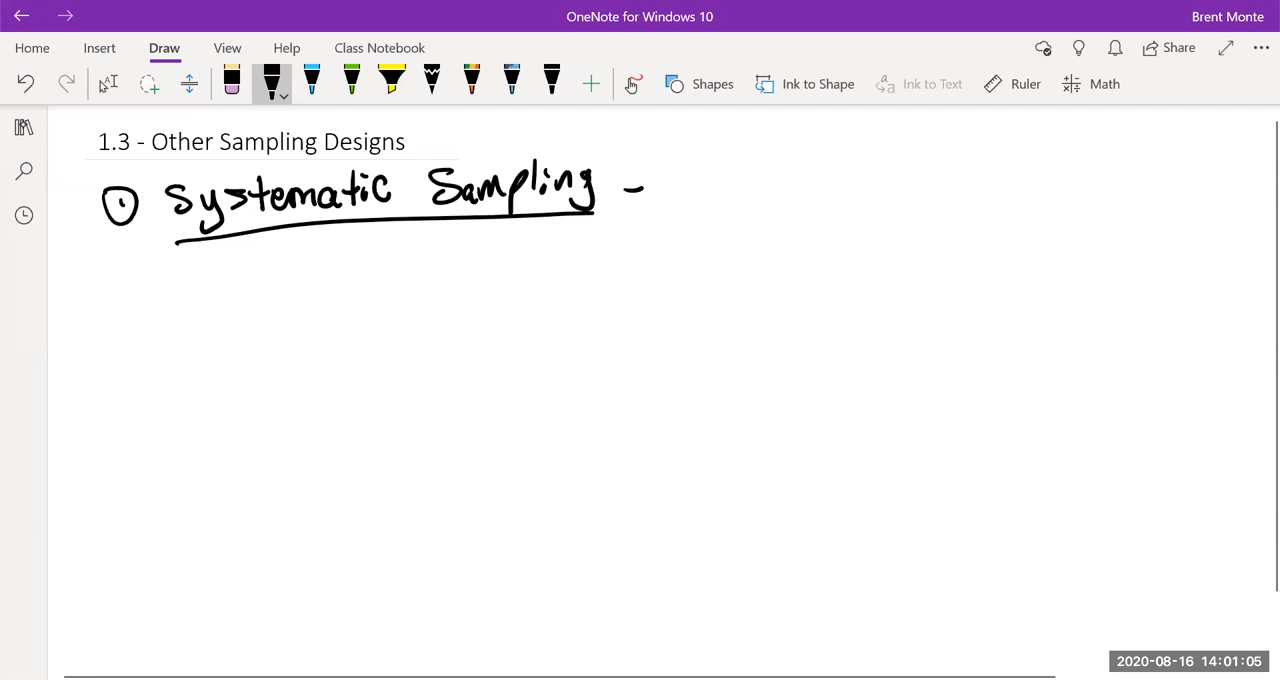 OneNote for Windows 10
Brent Monte
Home Insert Draw View Help Class Notebook
Share
Shapes Ink to Shape Ink to Text Ruler Math
1.3 - Other Sampling Designs
① Systematic Sampling -
2020-08-16 14:01:05